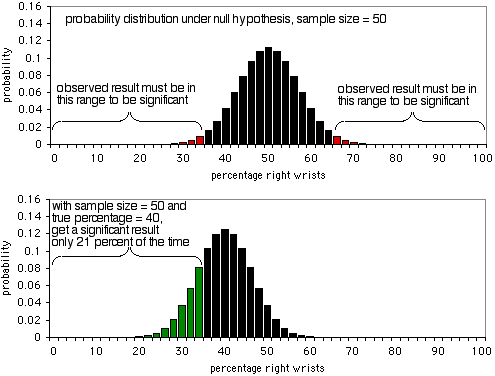 0.16
probability distribution under null hypothesis, sample size = 50
0.14
0.12
0.1
0.08
0.06
0.04
0.02
0
probability
observed result must be in
this range to be significant
observed result must be in
this range to be significant
0 10 20 30 40 50 60 70 80 90 100
percentage right wrists
0.16
0.14
0.12
0.1
0.08
0.06
0.04
0.02
0
probability
with sample size = 50 and
true percentage = 40,
get a significant result
only 21 percent of the time
0 10 20 30 40 50 60 70 80 90 100
percentage right wrists